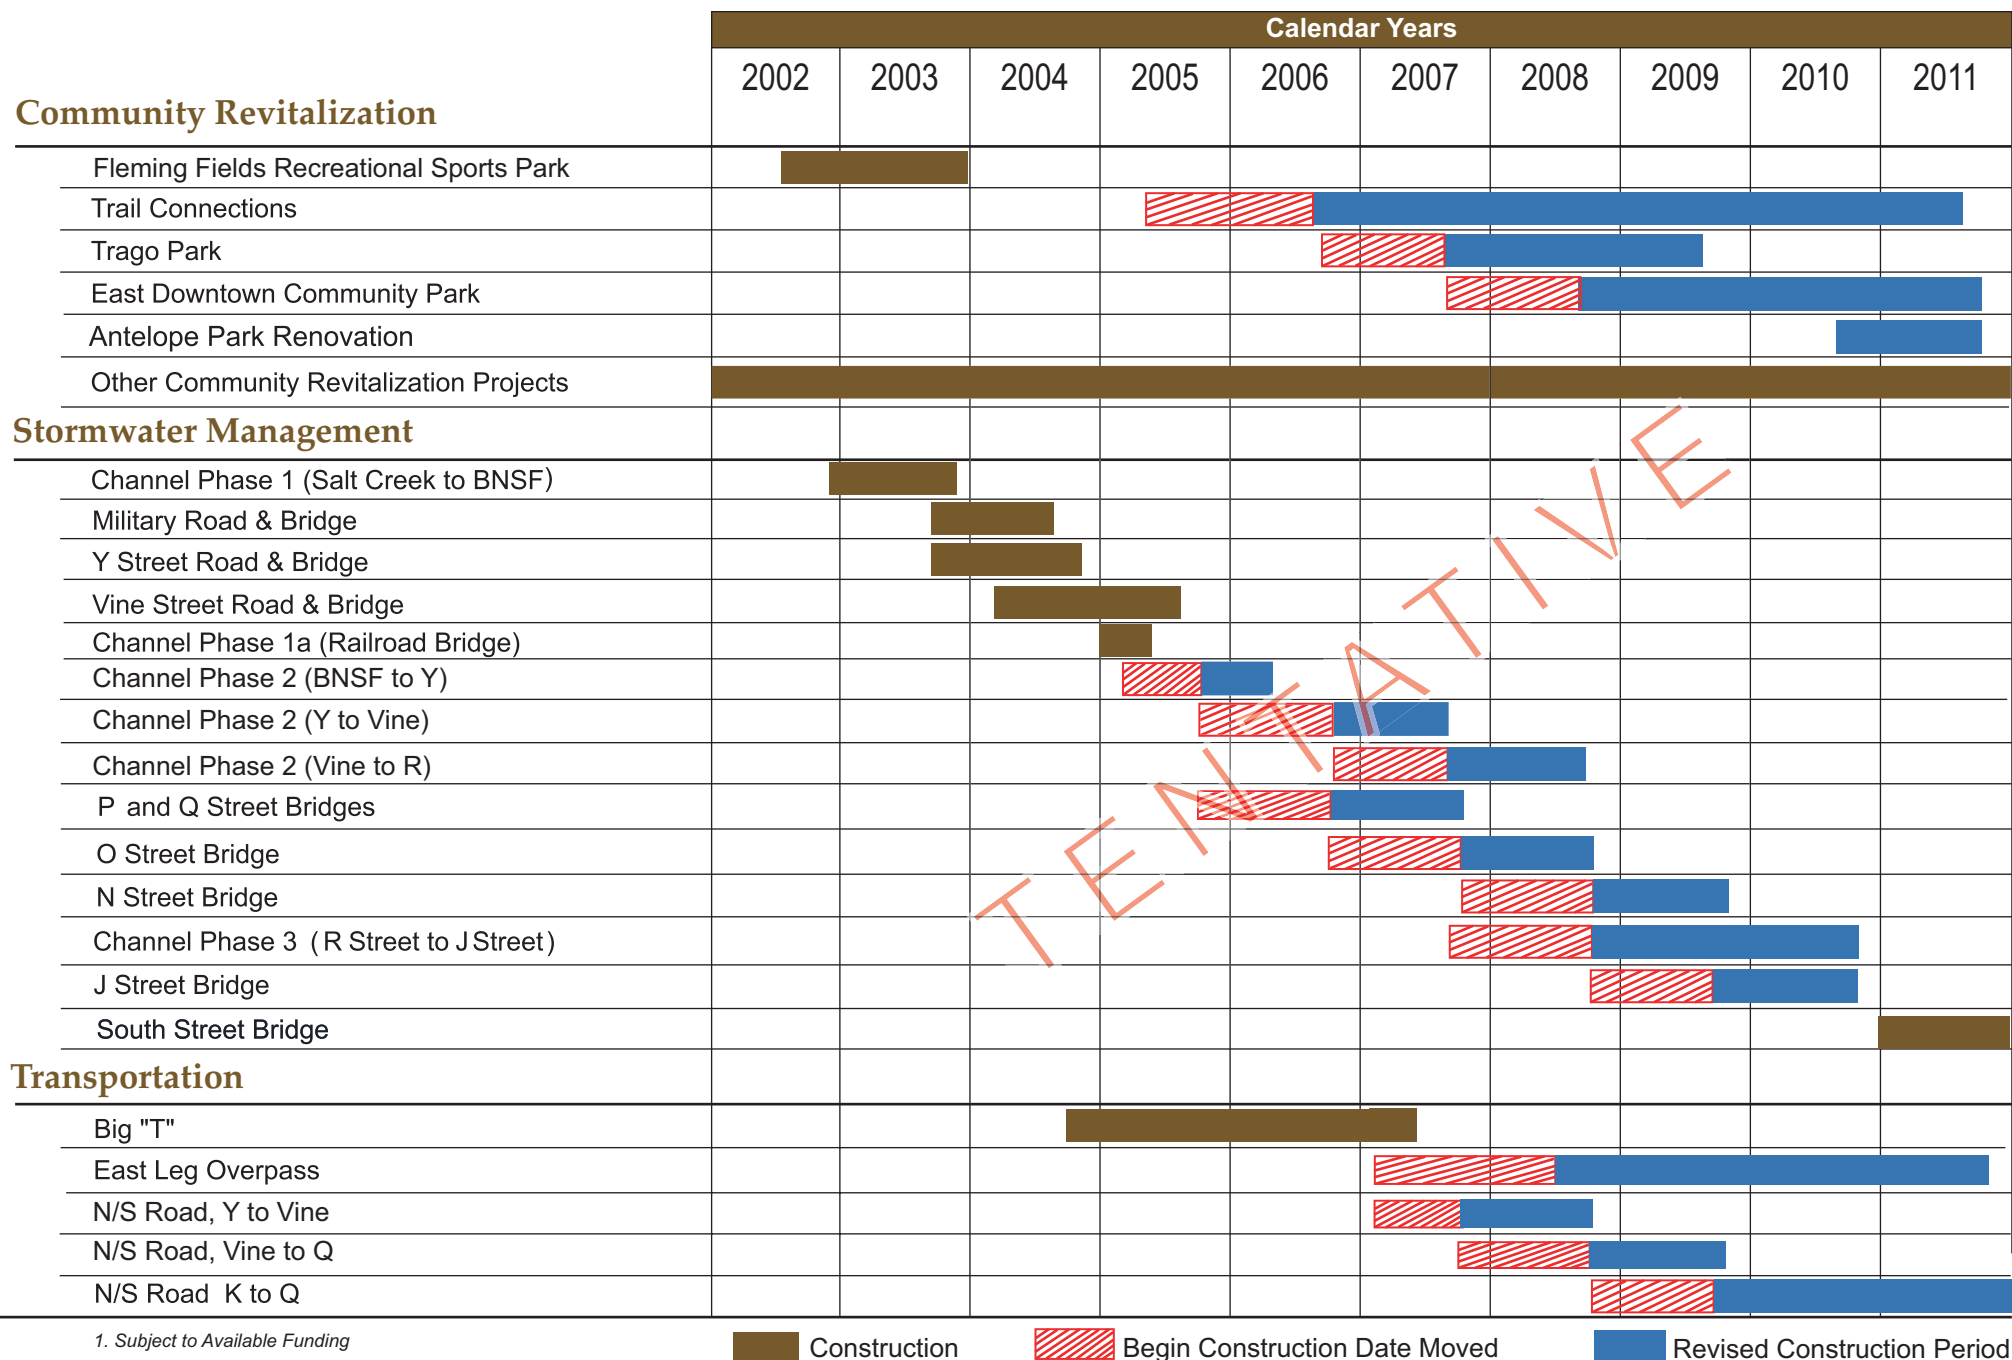 Calendar Years
2002 2003 2004 2005 2006 2007 2008 2009 2010 2011
Community Revitalization
Fleming Fields Recreational Sports Park
Trail Connections
Trago Park
East Downtown Community Park
Antelope Park Renovation
Other Community Revitalization Projects
Stormwater Management
Channel Phase 1 (Salt Creek to BNSF)
Military Road & Bridge
Y Street Road & Bridge
Vine Street Road & Bridge
Channel Phase 1a (Railroad Bridge)
Channel Phase 2 (BNSF to Y)
Channel Phase 2 (Y to Vine)
Channel Phase 2 (Vine to R)
P and Q Street Bridges
O Street Bridge
N Street Bridge
Channel Phase 3 (R Street to J Street)
J Street Bridge
South Street Bridge
Transportation
Big "T"
East Leg Overpass
N/S Road, Y to Vine
N/S Road, Vine to Q
N/S Road K to Q
TENTATIVE
1. Subject to Available Funding
Construction Begin Construction Date Moved Revised Construction Period